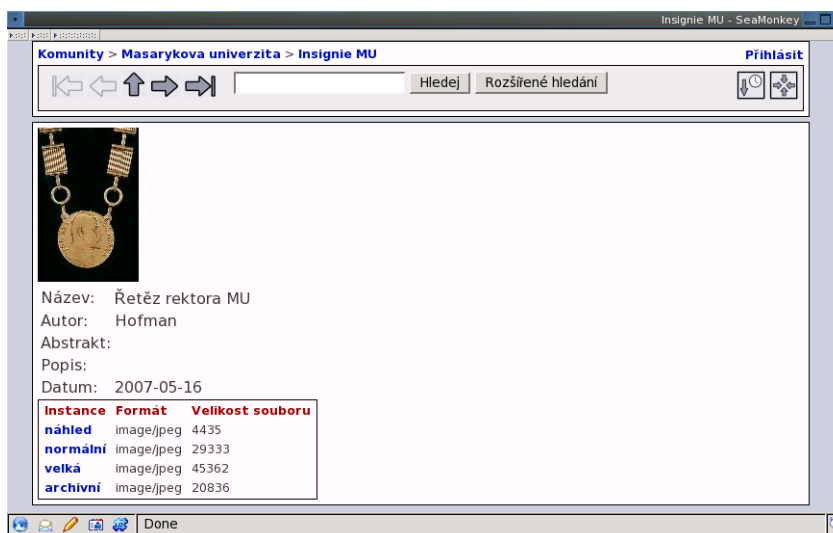 Insignie MU - SeaMonkey
Komunity > Masarykova univerzita > Insignie MU Přihlásit
Hledej Rozšířené hledání
Název: Řetěz rektora MU
Autor: Hofman
Abstrakt:
Popis:
Datum: 2007-05-16
Instance Formát Velikost souboru
náhled image/jpeg 4435
normální image/jpeg 29333
velká image/jpeg 45362
archivní image/jpeg 20836
Done